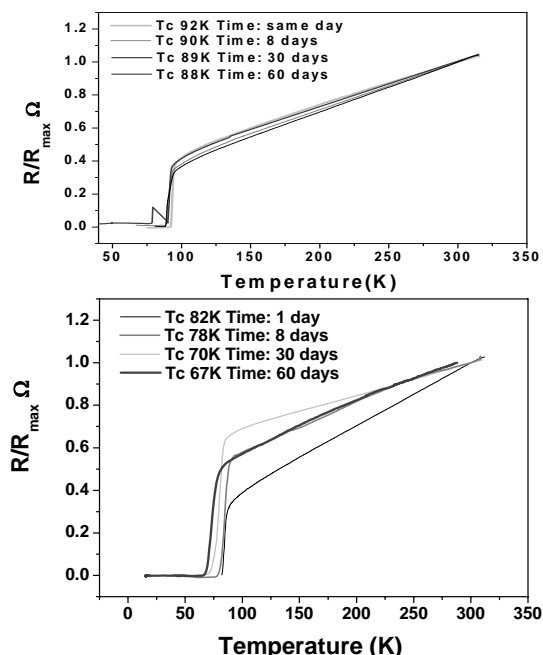 Tc 92K Time: same day
Tc 90K Time: 8 days
Tc 89K Time: 30 days
Tc 88K Time: 60 days
R/Rmax Ω
1.2
1.0
0.8
0.6
0.4
0.2
0.0
50 100 150 200 250 300 350
Temperature(K)
Tc 82K Time: 1 day
Tc 78K Time: 8 days
Tc 70K Time: 30 days
Tc 67K Time: 60 days
R/Rmax Ω
1.2
1.0
0.8
0.6
0.4
0.2
0.0
0 50 100 150 200 250 300 350
Temperature (K)